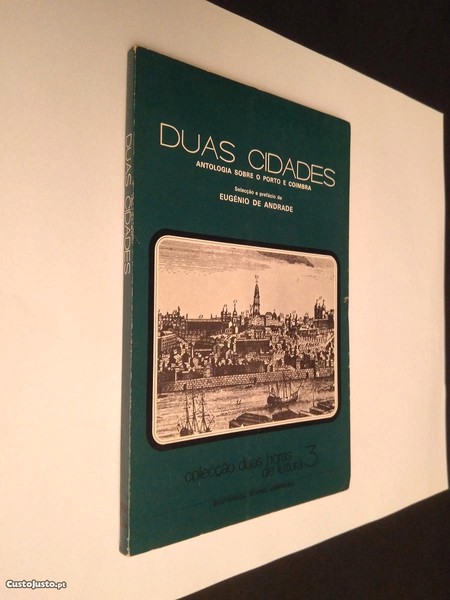 DUAS CIDADES
ANTOLOGIA SOBRE O PORTO E COIMBRA
Selecção e prefácio de
EUGÉNIO DE ANDRADE
colecção duas horas
de leitura 3
DUAS CIDADES
CustoJusto.pt